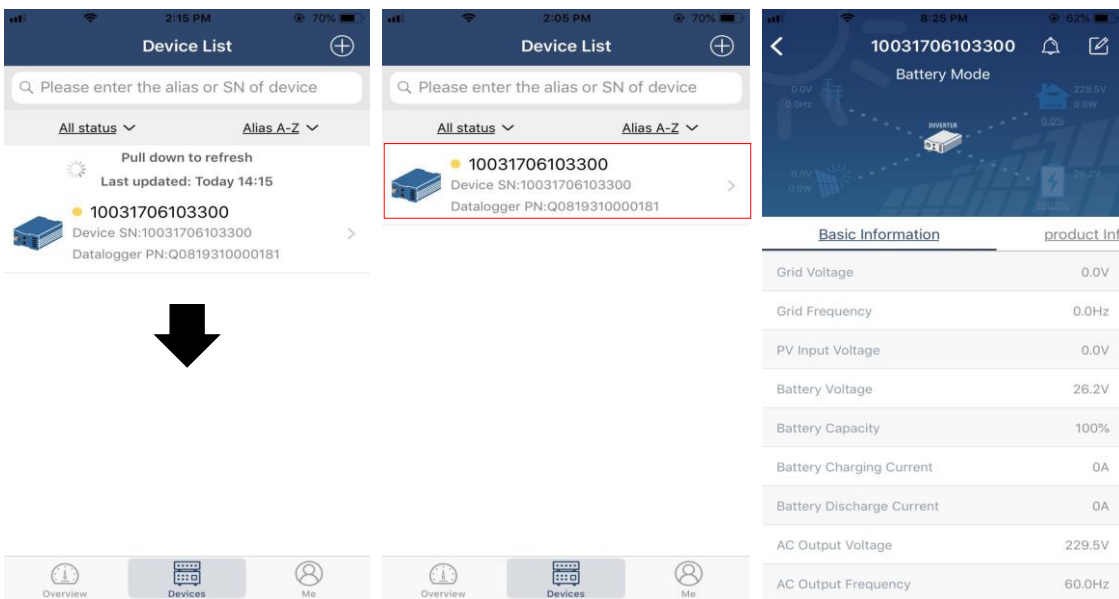 2:15 PM
70%
Device List
Please enter the alias or SN of device
All status
Alias A-Z
Pull down to refresh
Last updated: Today 14:15
10031706103300
Device SN:10031706103300
Datalogger PN:Q0819310000181
Overview
Devices
Me
2:05 PM
70%
Device List
Please enter the alias or SN of device
All status
Alias A-Z
10031706103300
Device SN:10031706103300
Datalogger PN:Q0819310000181
Overview
Devices
Me
8:25 PM
62%
10031706103300
Battery Mode
0.0V
0.0Hz
229.5V
0.0W
0.0%
INVERTER
0.0V
0.0W
26.2V
100.0%
Basic Information
product Inf
Grid Voltage 0.0V
Grid Frequency 0.0Hz
PV Input Voltage 0.0V
Battery Voltage 26.2V
Battery Capacity 100%
Battery Charging Current 0A
Battery Discharge Current 0A
AC Output Voltage 229.5V
AC Output Frequency 60.0Hz